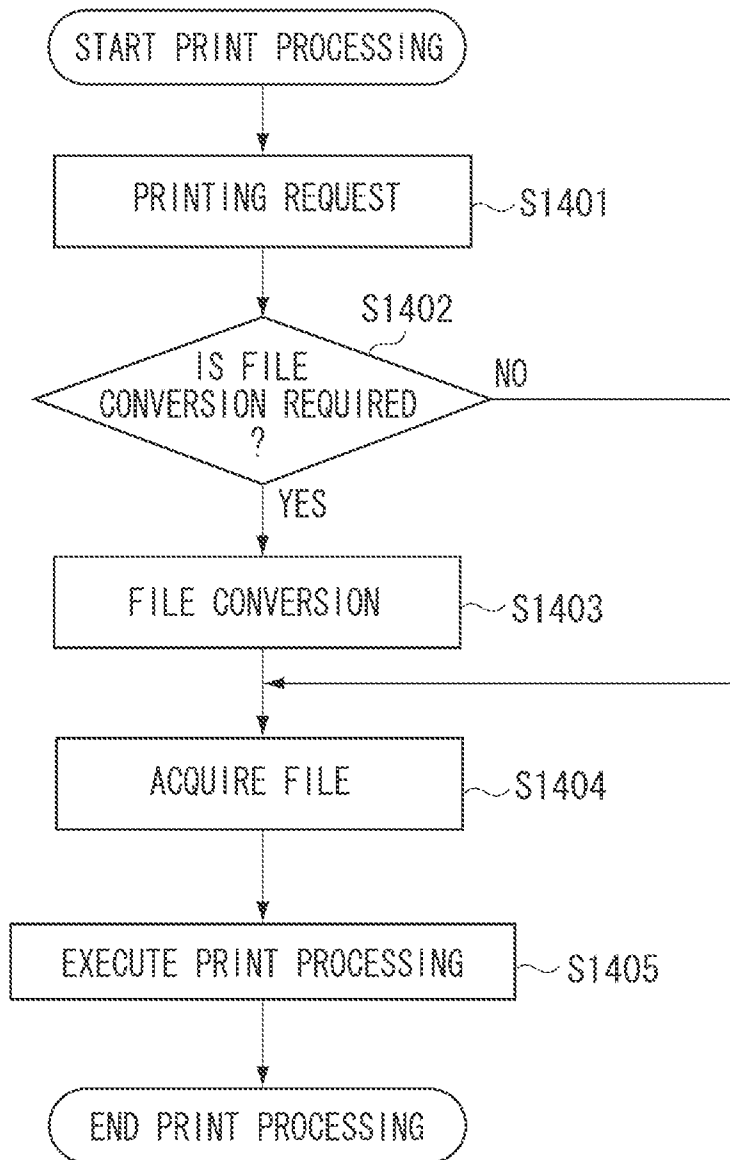 START PRINT PROCESSING
PRINTING REQUEST
S1401
S1402
IS FILE
CONVERSION REQUIRED
?
NO
YES
FILE CONVERSION
S1403
ACQUIRE FILE
S1404
EXECUTE PRINT PROCESSING
S1405
END PRINT PROCESSING